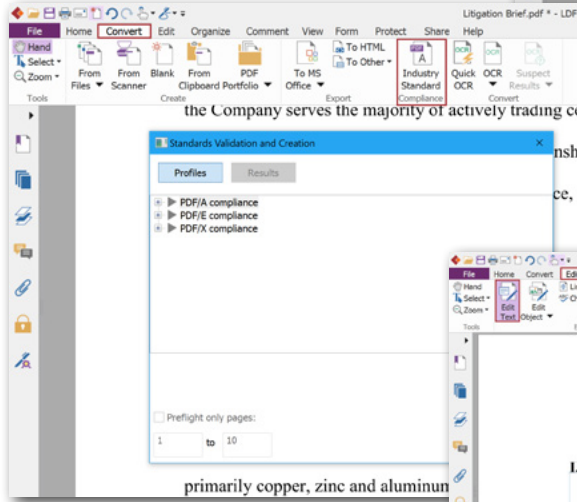 Litigation Brief.pdf * - LDF
File Home Convert Edit Organize Comment View Form Protect Share Help
Hand
Select
Zoom
Tools
From Files
From Scanner
Blank
From Clipboard
PDF Portfolio
Create
To MS Office
To HTML
To Other
Export
Industry Standard
Compliance
Quick OCR
OCR
Suspect Results
Convert
the Company serves the majority of actively trading co
nsh
ce,
Standards Validation and Creation
Profiles Results
PDF/A compliance
PDF/E compliance
PDF/X compliance
Preflight only pages:
1 to 10
primarily copper, zinc and aluminum
File Home Convert Edi
Hand
Select
Zoom
Tools
Edit Text
Edit Object